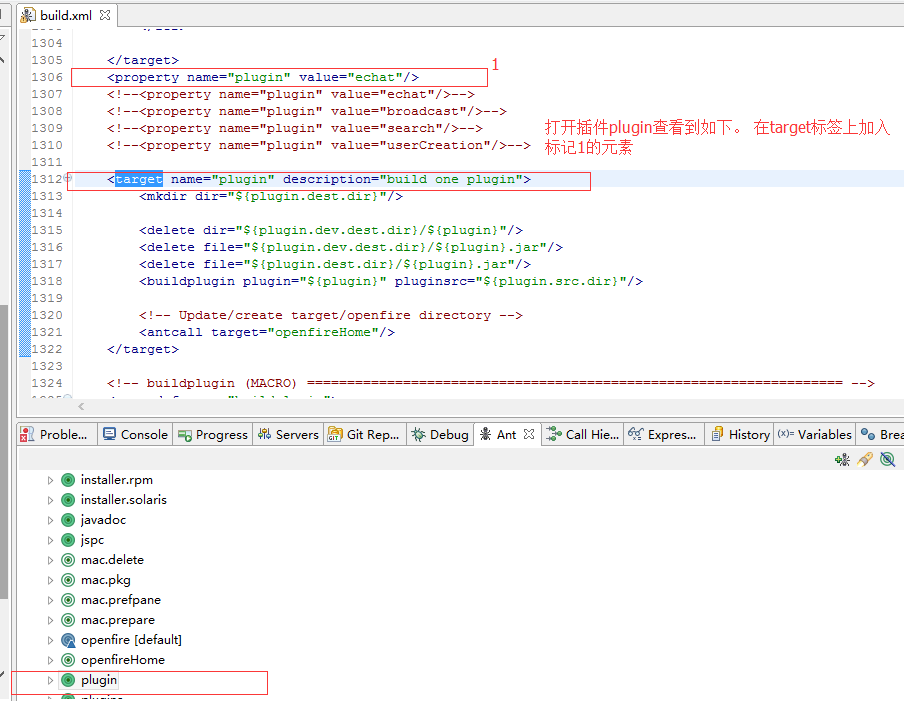 build.xml
1304
1305 </target>
1306 <property name="plugin" value="echat"/>
1
1307 <!--<property name="plugin" value="echat"/>-->
1308 <!--<property name="plugin" value="broadcast"/>-->
1309 <!--<property name="plugin" value="search"/>-->
1310 <!--<property name="plugin" value="userCreation"/>-->
打开插件plugin查看到如下。 在target标签上加入
标记1的元素
1311
1312 <target name="plugin" description="build one plugin">
1313 <mkdir dir="${plugin.dest.dir}"/>
1314
1315 <delete dir="${plugin.dev.dest.dir}/${plugin}"/>
1316 <delete file="${plugin.dev.dest.dir}/${plugin}.jar"/>
1317 <delete file="${plugin.dest.dir}/${plugin}.jar"/>
1318 <buildplugin plugin="${plugin}" pluginsrc="${plugin.src.dir}"/>
1319
1320 <!-- Update/create target/openfire directory -->
1321 <antcall target="openfireHome"/>
1322 </target>
1323
1324 <!-- buildplugin (MACRO) ==================================================================== -->
Proble... Console Progress Servers Git Rep... Debug Ant Call Hie... Expres... History (x)= Variables Brea
installer.rpm
installer.solaris
javadoc
jspc
mac.delete
mac.pkg
mac.prefpane
mac.prepare
openfire [default]
openfireHome
plugin